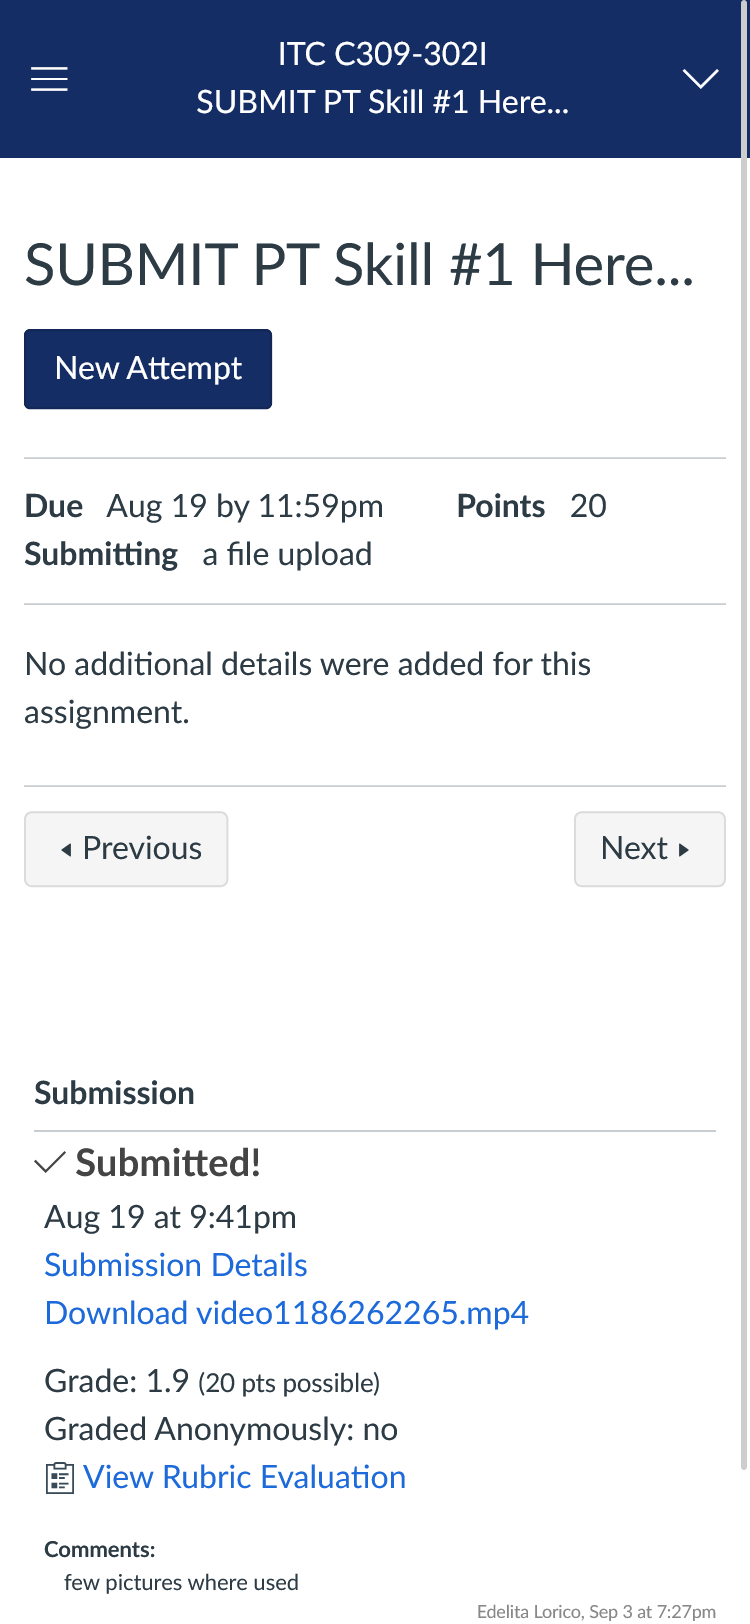 ITC C309-302I
SUBMIT PT Skill #1 Here...
SUBMIT PT Skill #1 Here...
New Attempt
Due Aug 19 by 11:59pm Points 20
Submitting a file upload
No additional details were added for this
assignment.
Previous Next
Submission
Submitted!
Aug 19 at 9:41pm
Submission Details
Download video1186262265.mp4
Grade: 1.9 (20 pts possible)
Graded Anonymously: no
View Rubric Evaluation
Comments:
few pictures where used
Edelita Lorico, Sep 3 at 7:27pm